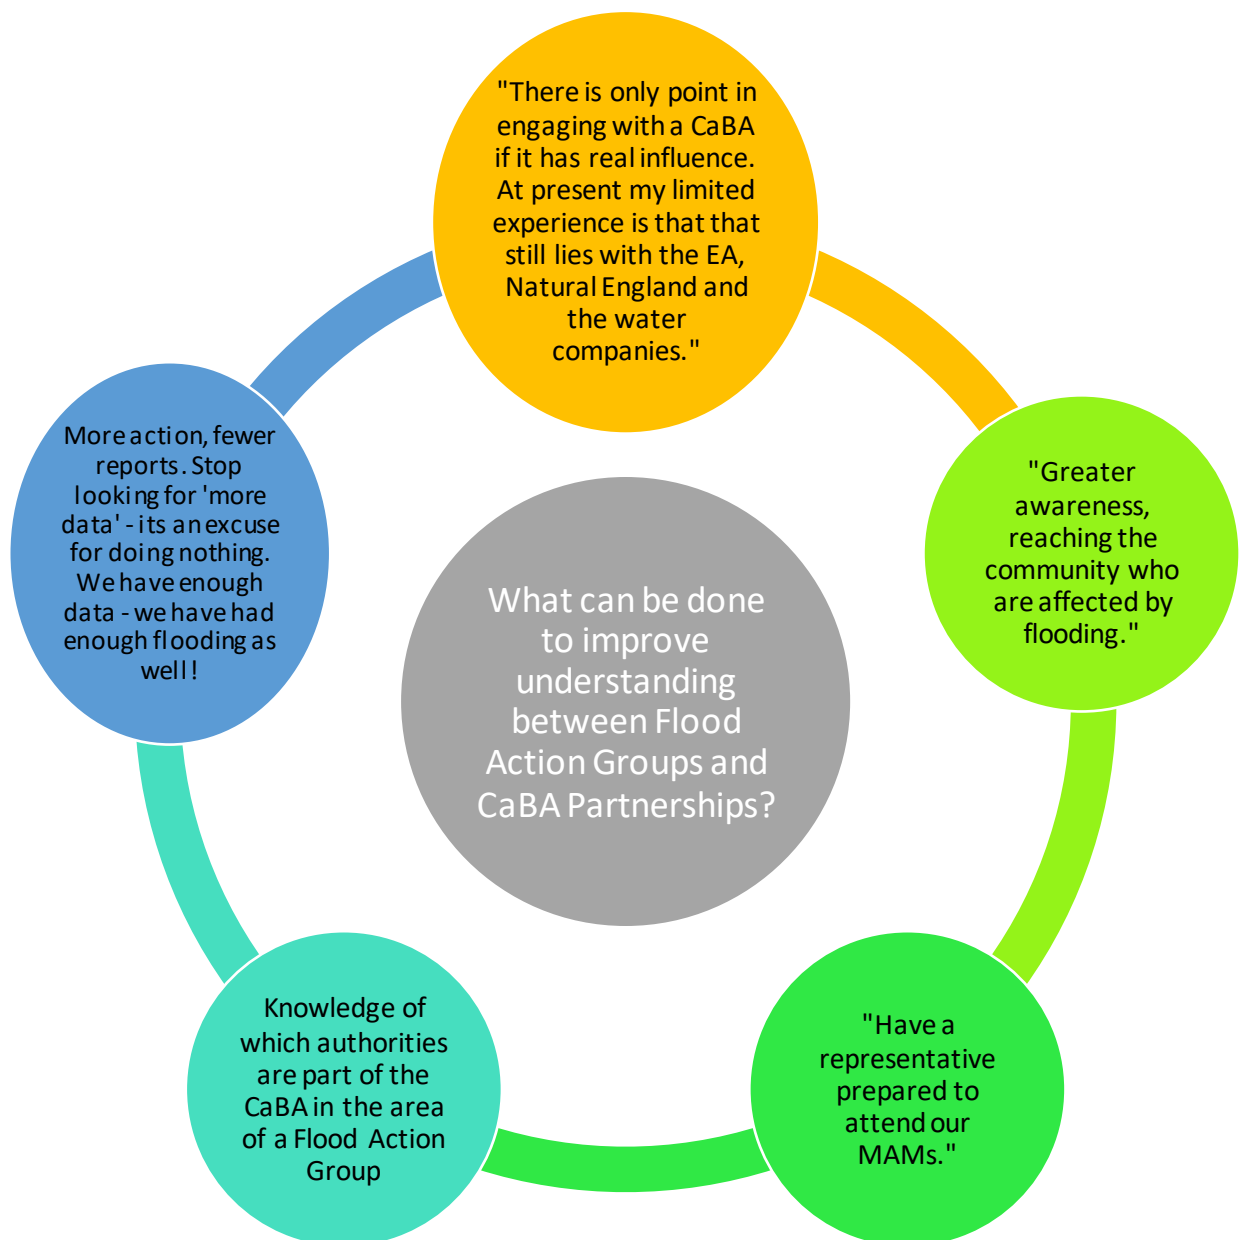 "There is only point in
engaging with a CaBA
if it has real influence.
At present my limited
experience is that that
still lies with the EA,
Natural England and
the water
companies."
"Greater
awareness,
reaching the
community who
are affected by
flooding."
"Have a
representative
prepared to
attend our
MAMs."
Knowledge of
which authorities
are part of the
CaBA in the area
of a Flood Action
Group
More action, fewer
reports. Stop
looking for 'more
data' - its an excuse
for doing nothing.
We have enough
data - we have had
enough flooding as
well!
What can be done
to improve
understanding
between Flood
Action Groups and
CaBA Partnerships?